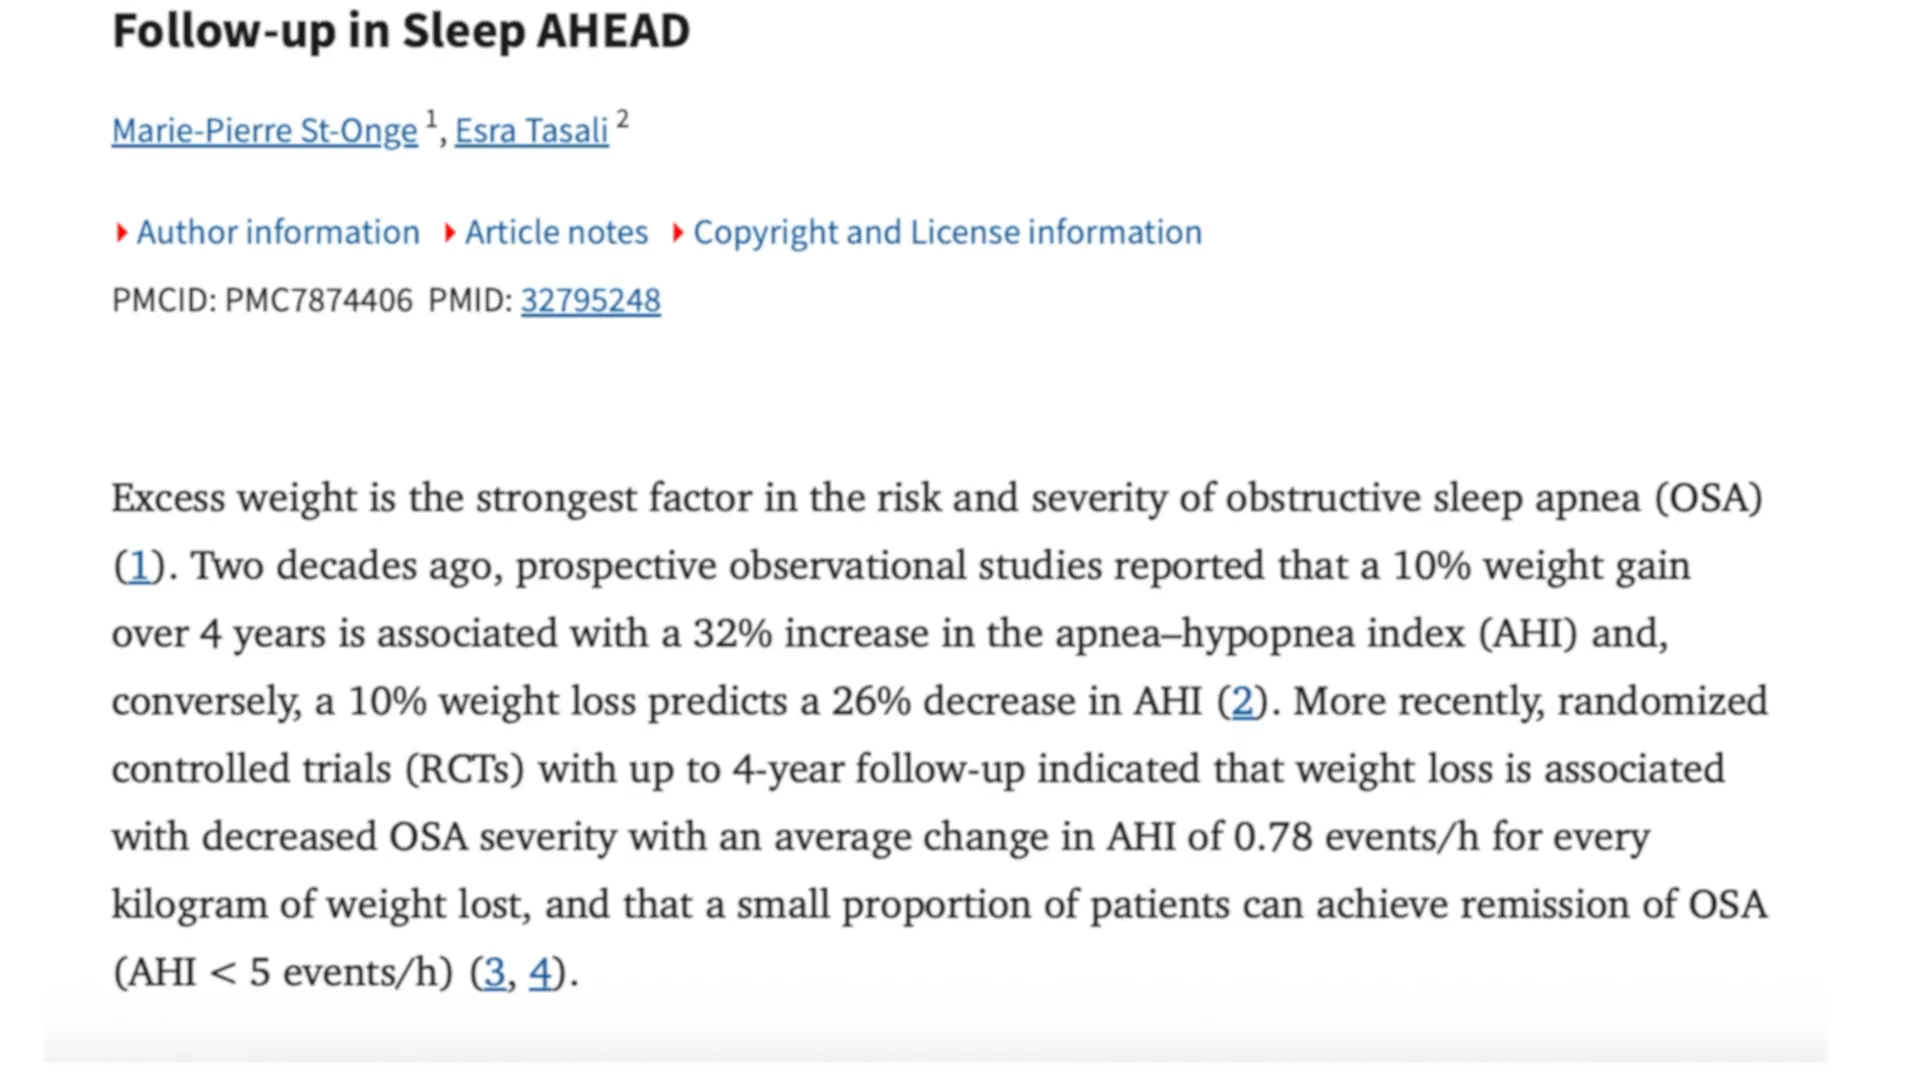 Follow-up in Sleep AHEAD
Marie-Pierre St-Onge 1, Esra Tasali 2
Author information Article notes Copyright and License information
PMCID: PMC7874406 PMID: 32795248
Excess weight is the strongest factor in the risk and severity of obstructive sleep apnea (OSA)
(1). Two decades ago, prospective observational studies reported that a 10% weight gain
over 4 years is associated with a 32% increase in the apnea–hypopnea index (AHI) and,
conversely, a 10% weight loss predicts a 26% decrease in AHI (2). More recently, randomized
controlled trials (RCTs) with up to 4-year follow-up indicated that weight loss is associated
with decreased OSA severity with an average change in AHI of 0.78 events/h for every
kilogram of weight lost, and that a small proportion of patients can achieve remission of OSA
(AHI < 5 events/h) (3, 4).